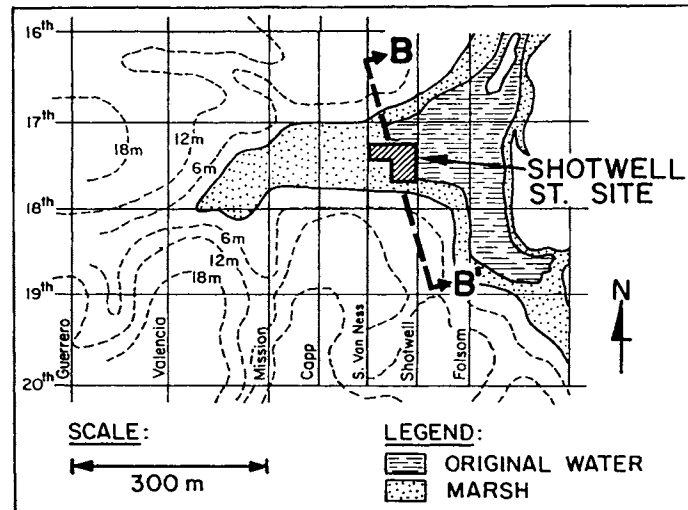 16th
B
17th
18m
12m
6m
SHOTWELL
ST. SITE
18th
6m
12m
18m
B'
19th
N
Guerrero
Valencia
Mission
Capp
S. Van Ness
Shotwell
Folsom
20th
SCALE:
300 m
LEGEND:
ORIGINAL WATER
MARSH